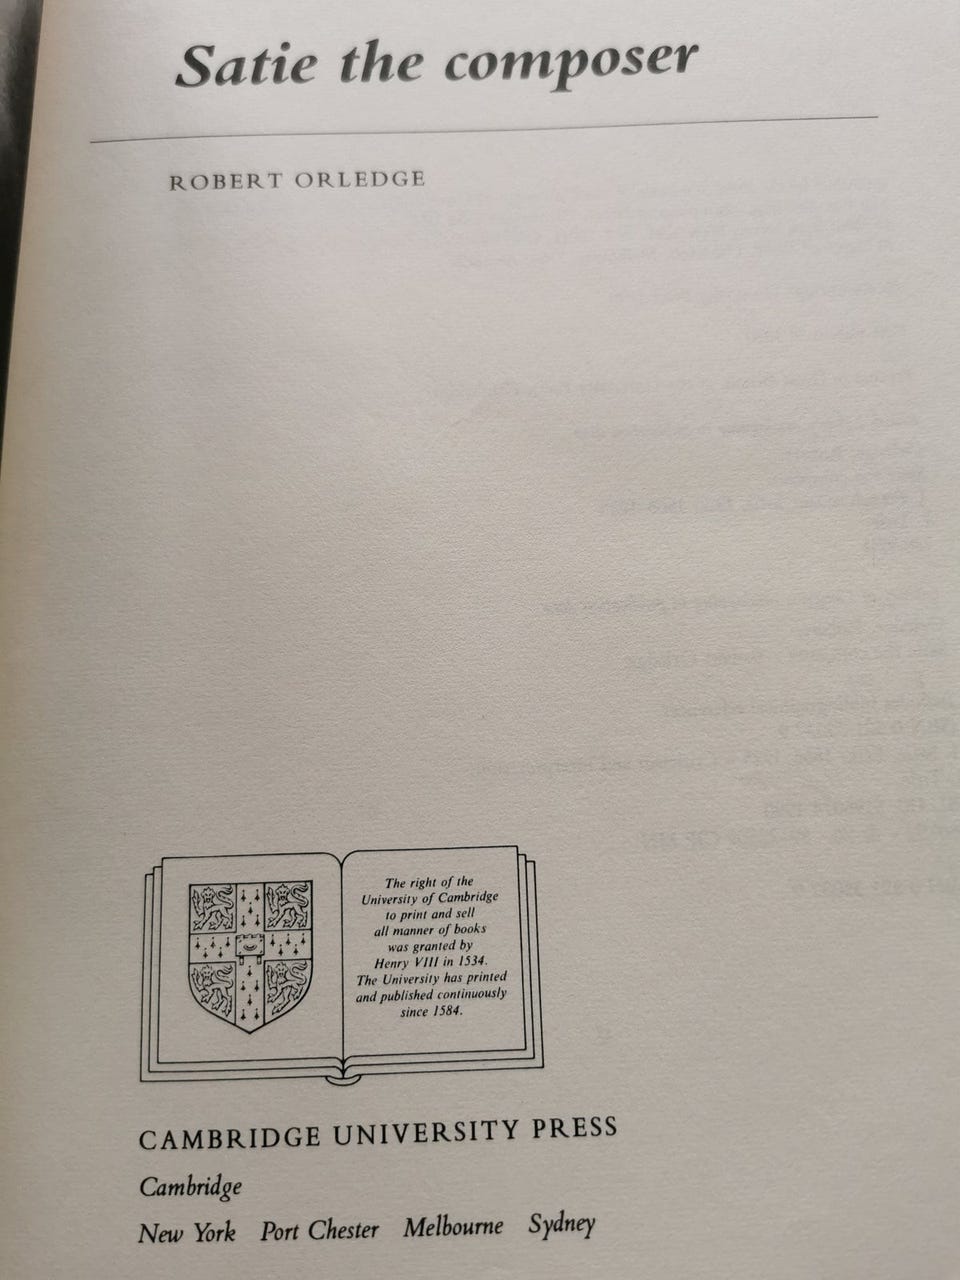 Satie the composer
ROBERT ORLEDGE
The right of the
University of Cambridge
to print and sell
all manner of books
was granted by
Henry VIII in 1534.
The University has printed
and published continuously
since 1584.
CAMBRIDGE UNIVERSITY PRESS
Cambridge
New York Port Chester Melbourne Sydney